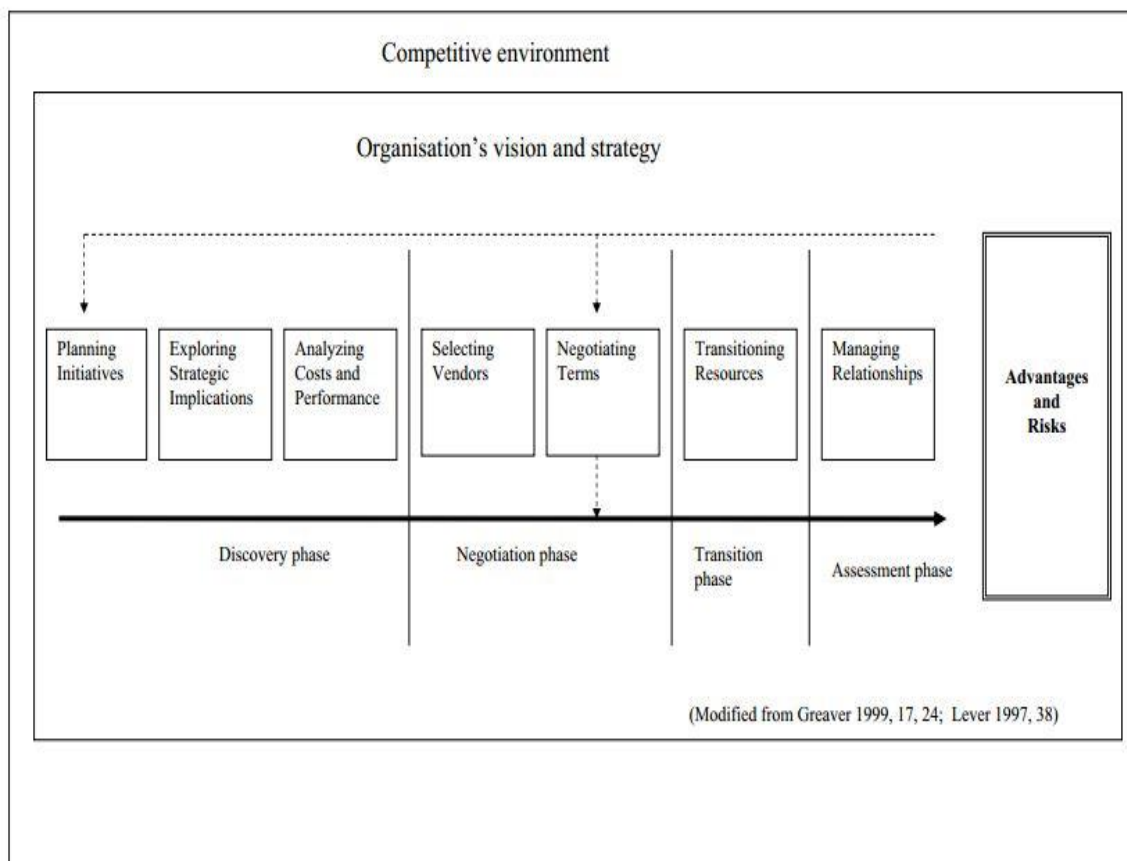 Competitive environment
Organisation's vision and strategy
Planning
Initiatives
Exploring
Strategic
Implications
Analyzing
Costs and
Performance
Selecting
Vendors
Negotiating
Terms
Transitioning
Resources
Managing
Relationships
Advantages
and
Risks
Discovery phase
Negotiation phase
Transition
phase
Assessment phase
(Modified from Greaver 1999, 17, 24; Lever 1997, 38)